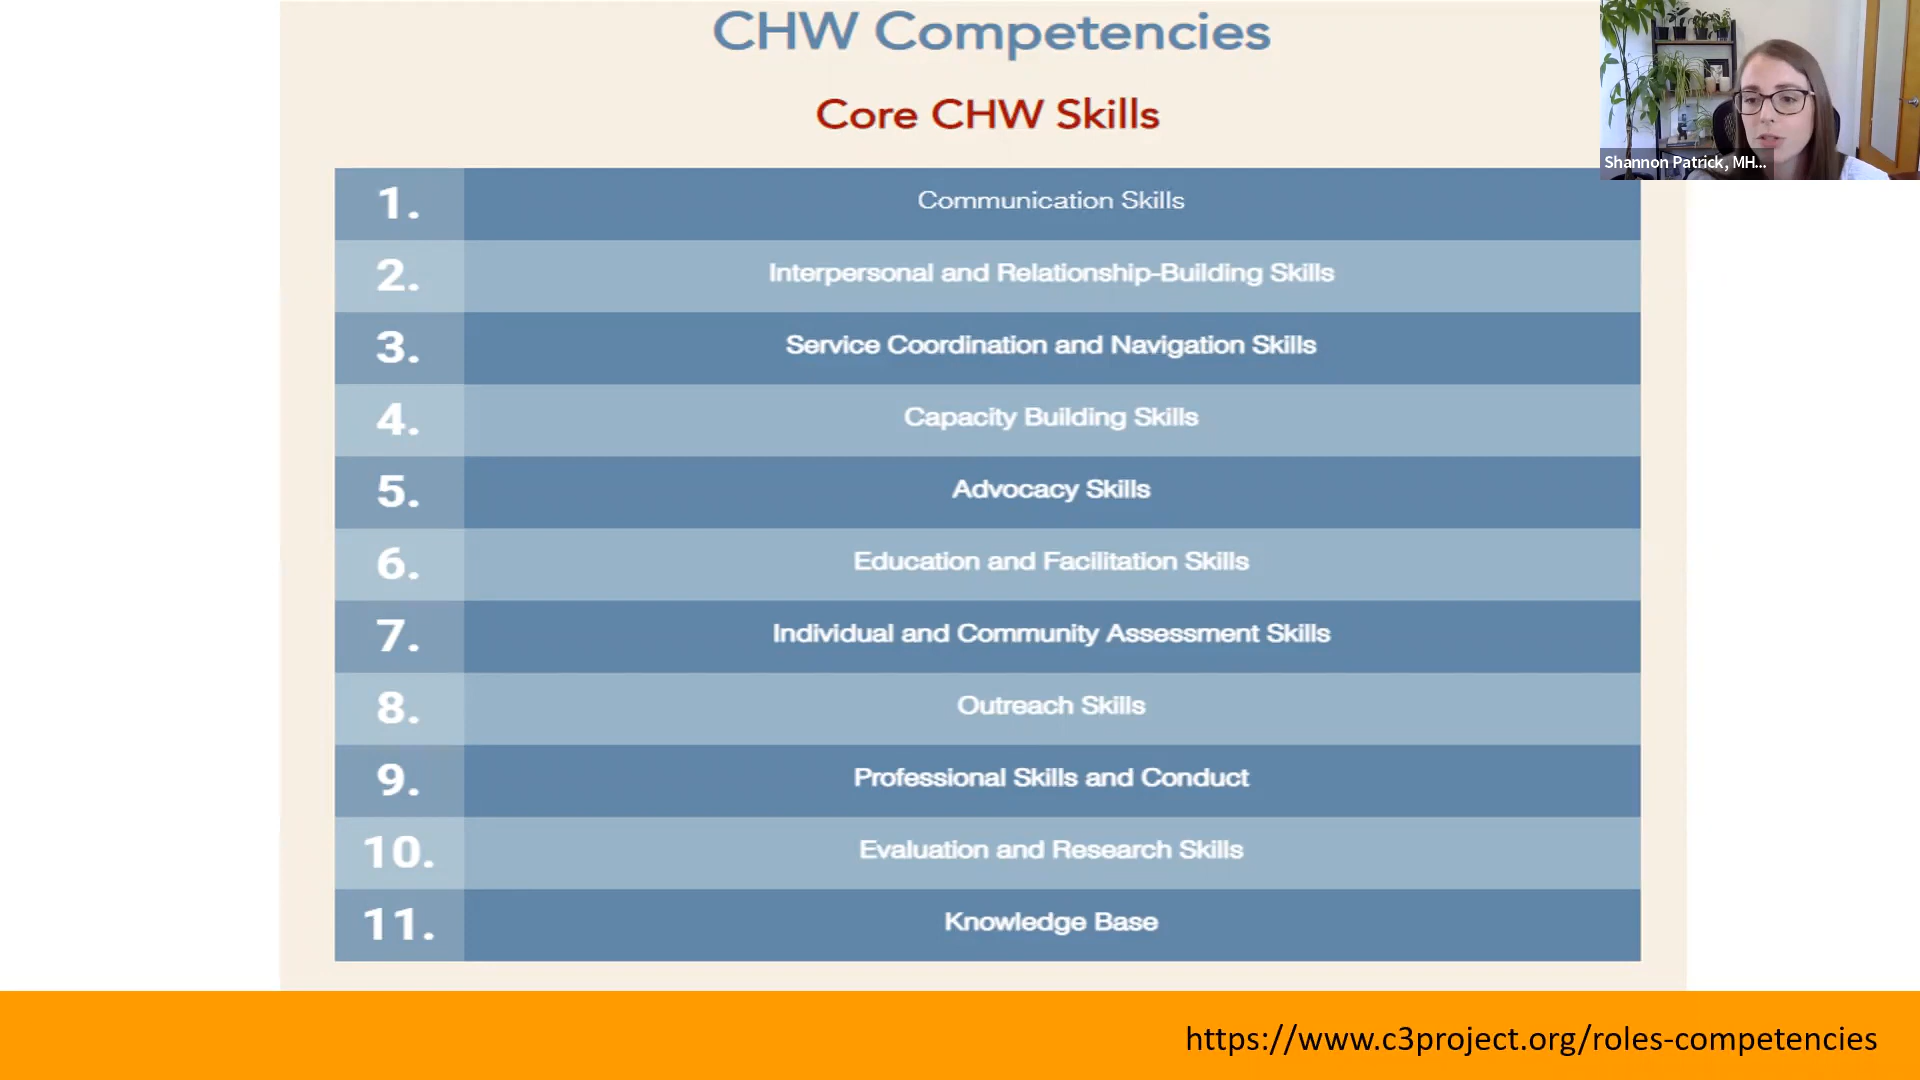 CHW Competencies
Core CHW Skills
Shannon Patrick, MH...
1. Communication Skills
2. Interpersonal and Relationship-Building Skills
3. Service Coordination and Navigation Skills
4. Capacity Building Skills
5. Advocacy Skills
6. Education and Facilitation Skills
7. Individual and Community Assessment Skills
8. Outreach Skills
9. Professional Skills and Conduct
10. Evaluation and Research Skills
11. Knowledge Base
https://www.c3project.org/roles-competencies